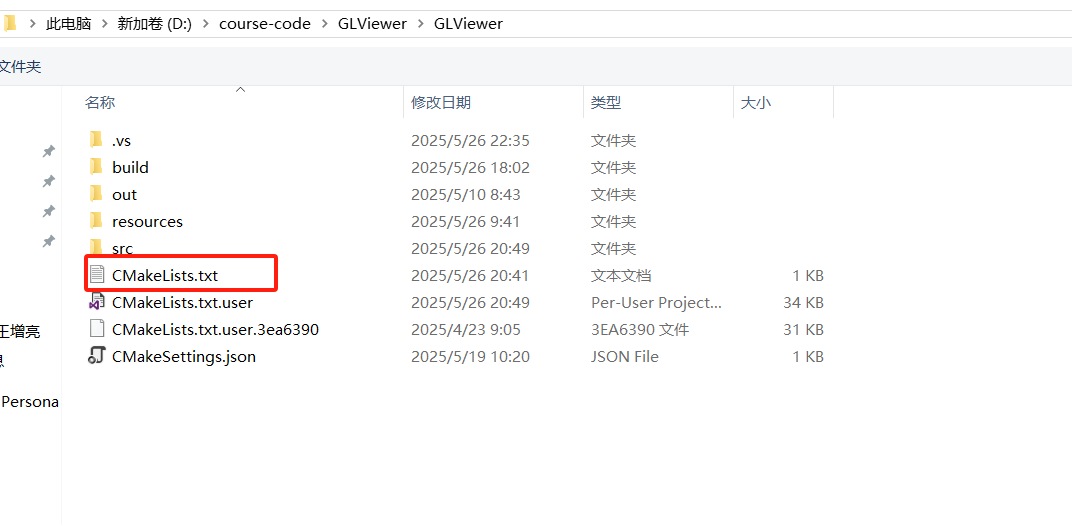 此电脑 > 新加卷 (D:) > course-code > GLViewer > GLViewer
文件夹
名称 修改日期 类型 大小
.vs 2025/5/26 22:35 文件夹
build 2025/5/26 18:02 文件夹
out 2025/5/10 8:43 文件夹
resources 2025/5/26 9:41 文件夹
src 2025/5/26 20:49 文件夹
CMakeLists.txt 2025/5/26 20:41 文本文档 1 KB
CMakeLists.txt.user 2025/5/26 20:49 Per-User Project... 34 KB
CMakeLists.txt.user.3ea6390 2025/4/23 9:05 3EA6390 文件 31 KB
王增亮
CMakeSettings.json 2025/5/19 10:20 JSON File 1 KB
Persona